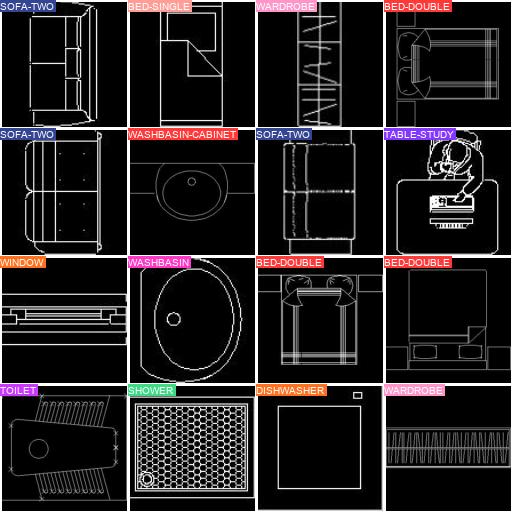 SOFA-TWO
BED-SINGLE
WARDROBE
BED-DOUBLE
SOFA-TWO
WASHBASIN-CABINET
SOFA-TWO
TABLE-STUDY
WINDOW
WASHBASIN
BED-DOUBLE
BED-DOUBLE
TOILET
SHOWER
DISHWASHER
WARDROBE